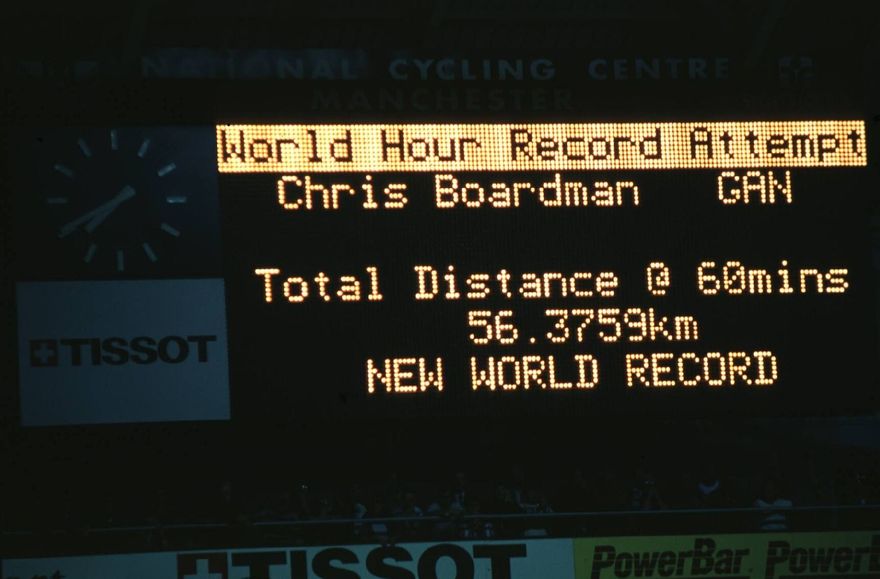 NATIONAL CYCLING CENTRE
MANCHESTER
World Hour Record Attempt
Chris Boardman GAN
Total Distance @ 60mins
56.3759km
NEW WORLD RECORD
TISSOT
TISSOT PowerBar Power